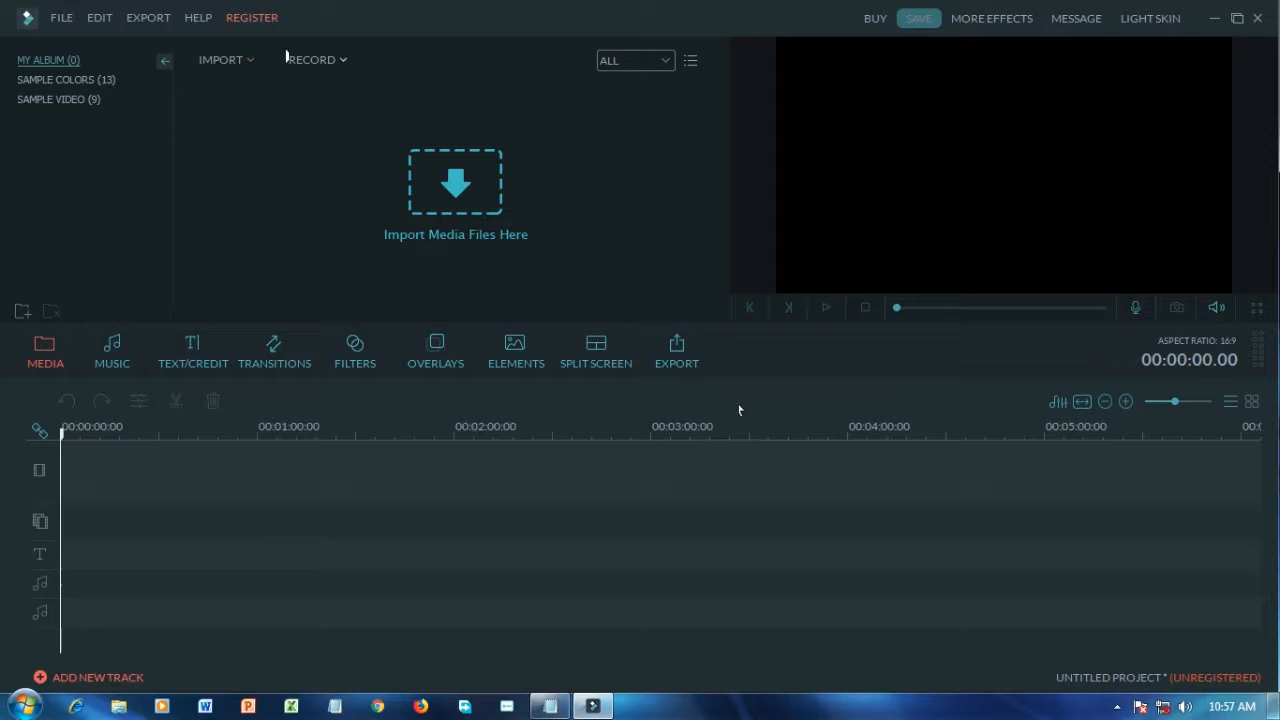 FILE EDIT EXPORT HELP REGISTER BUY SAVE MORE EFFECTS MESSAGE LIGHT SKIN
MY ALBUM (0) IMPORT RECORD ALL
SAMPLE COLORS (13)
SAMPLE VIDEO (9)
Import Media Files Here
MEDIA MUSIC TEXT/CREDIT TRANSITIONS FILTERS OVERLAYS ELEMENTS SPLIT SCREEN EXPORT
ASPECT RATIO: 16:9
00:00:00.00
00:00:00:00 00:01:00:00 00:02:00:00 00:03:00:00 00:04:00:00 00:05:00:00
ADD NEW TRACK UNTITLED PROJECT * (UNREGISTERED)
10:57 AM